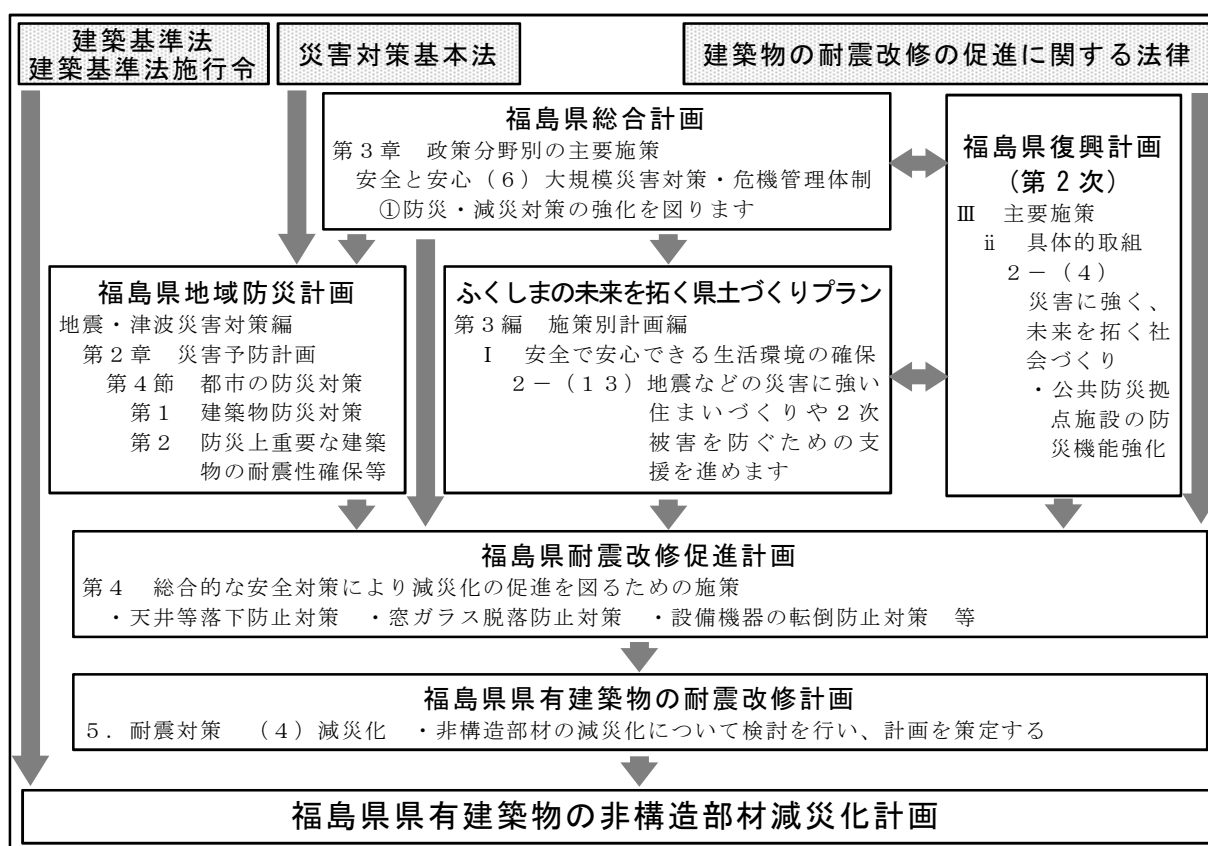 建築基準法
建築基準法施行令
災害対策基本法
建築物の耐震改修の促進に関する法律
福島県総合計画
第３章　政策分野別の主要施策
安全と安心（６）大規模災害対策・危機管理体制
①防災・減災対策の強化を図ります
福島県復興計画
（第２次）
Ⅲ　主要施策
ⅱ　具体的取組
２－（４）
災害に強く、
未来を拓く社
会づくり
・公共防災拠
点施設の防
災機能強化
福島県地域防災計画
地震・津波災害対策編
第２章　災害予防計画
第４節　都市の防災対策
第１　建築物防災対策
第２　防災上重要な建築
物の耐震性確保等
ふくしまの未来を拓く県土づくりプラン
第３編　施策別計画編
Ⅰ　安全で安心できる生活環境の確保
２－（１３）地震などの災害に強い
住まいづくりや２次
被害を防ぐための支
援を進めます
福島県耐震改修促進計画
第４　総合的な安全対策により減災化の促進を図るための施策
・天井等落下防止対策　・窓ガラス脱落防止対策　・設備機器の転倒防止対策　等
福島県県有建築物の耐震改修計画
５．耐震対策　（４）減災化　・非構造部材の減災化について検討を行い、計画を策定する
福島県県有建築物の非構造部材減災化計画